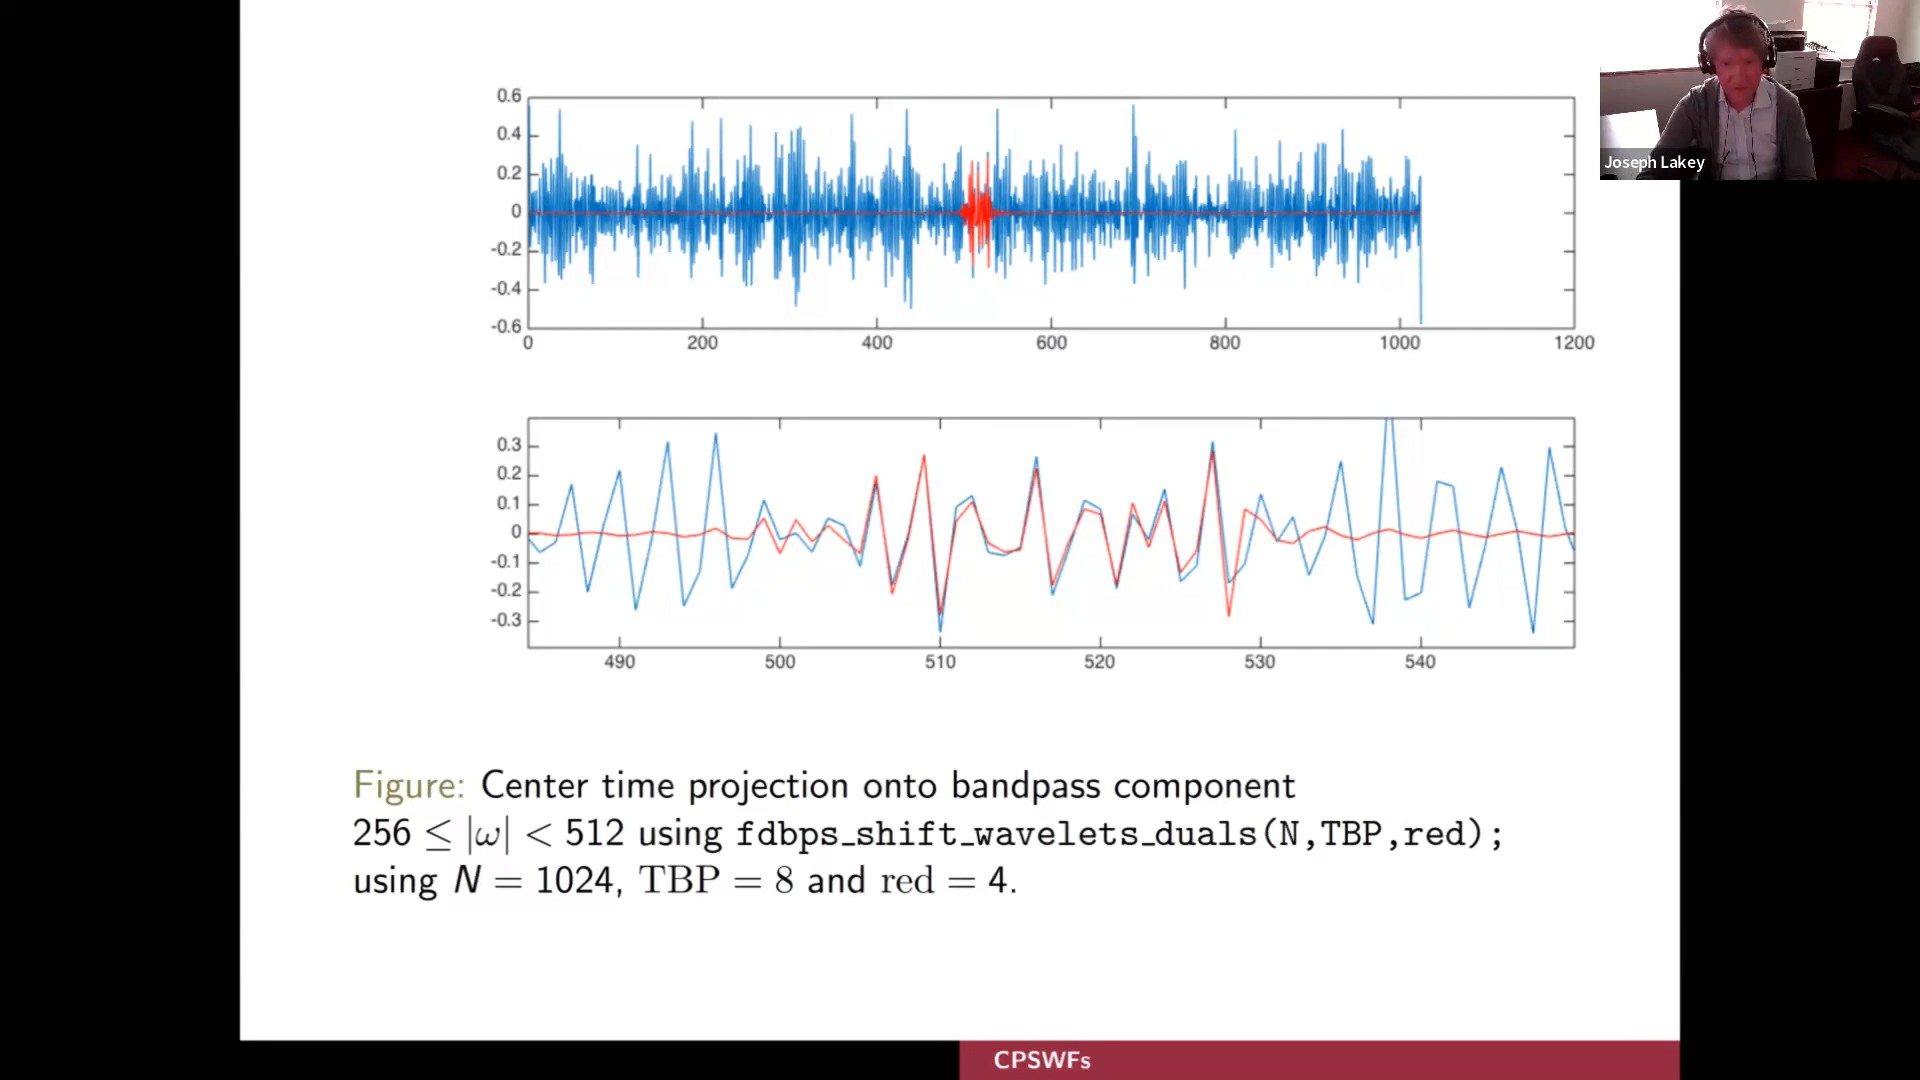 Joseph Lakey
0.6
0.4
0.2
0
-0.2
-0.4
-0.6
0 200 400 600 800 1000 1200
0.3
0.2
0.1
0
-0.1
-0.2
-0.3
490 500 510 520 530 540
Figure: Center time projection onto bandpass component
256 ≤ |ω| < 512 using fdbps_shift_wavelets_duals(N,TBP,red);
using N = 1024, TBP = 8 and red = 4.
CPSWFs